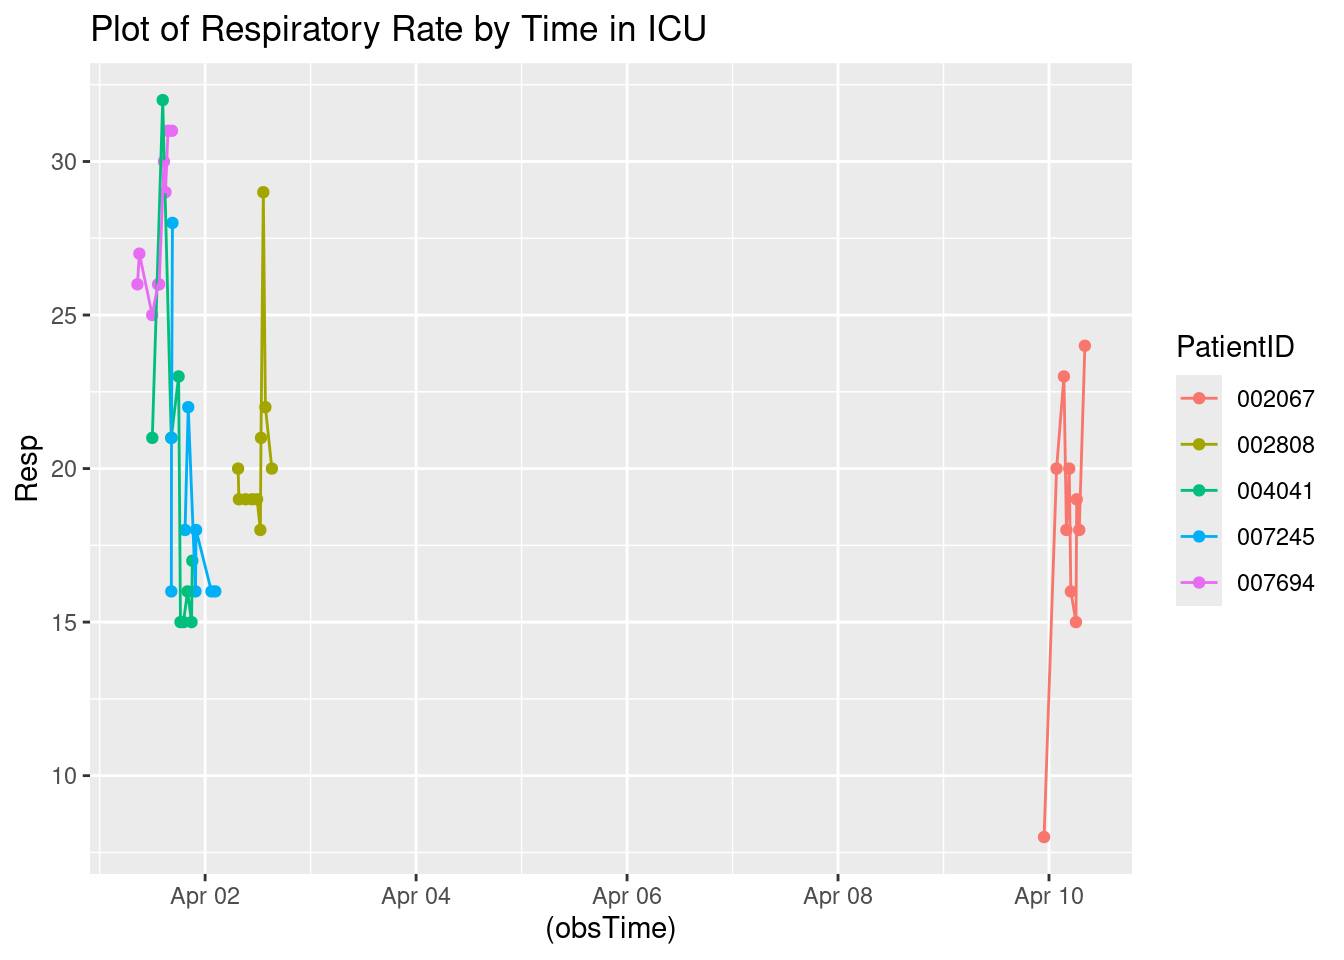 Plot of Respiratory Rate by Time in ICU
Resp
30
25
20
15
10
Apr 02
Apr 04
Apr 06
Apr 08
Apr 10
(obsTime)
PatientID
002067
002808
004041
007245
007694